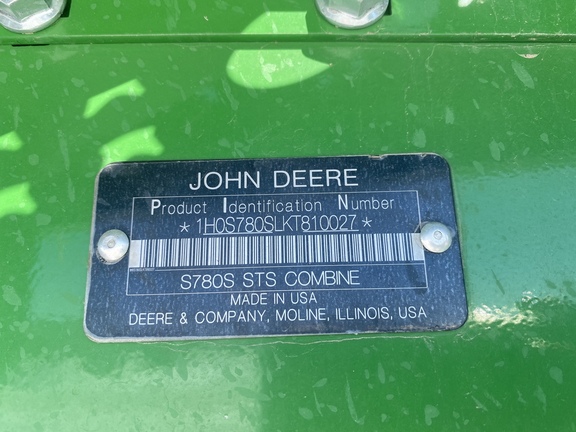 JOHN DEERE
Product Identification Number
*1H0S780SLKT810027*
S780S STS COMBINE
MADE IN USA
DEERE & COMPANY, MOLINE, ILLINOIS, USA